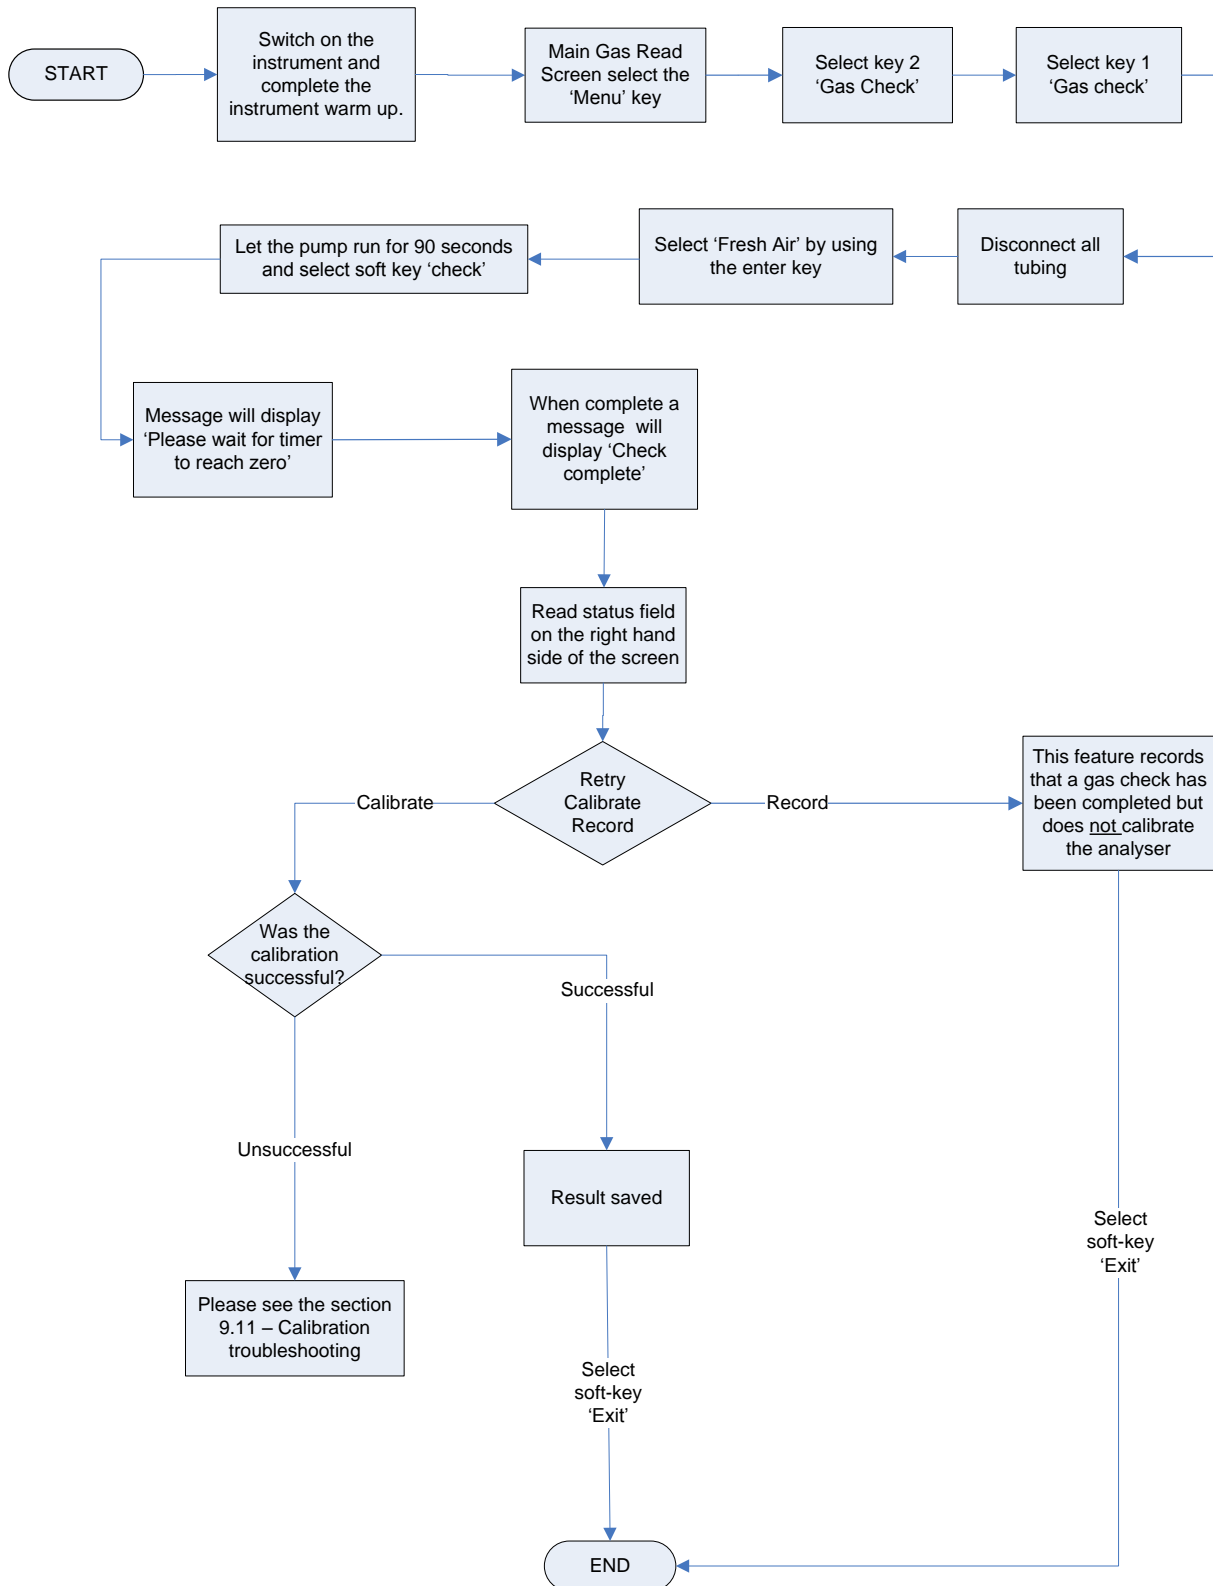 START
Switch on the
instrument and
complete the
instrument warm up.
Main Gas Read
Screen select the
‘Menu’ key
Select key 2
‘Gas Check’
Select key 1
‘Gas check’
Let the pump run for 90 seconds
and select soft key ‘check’
Select ‘Fresh Air’ by using
the enter key
Disconnect all
tubing
Message will display
‘Please wait for timer
to reach zero’
When complete a
message will
display ‘Check
complete’
Read status field
on the right hand
side of the screen
Retry
Calibrate
Record
Calibrate
Record
This feature records
that a gas check has
been completed but
does not calibrate
the analyser
Was the
calibration
successful?
Successful
Unsuccessful
Result saved
Please see the section
9.11 – Calibration
troubleshooting
Select
soft-key
‘Exit’
Select
soft-key
‘Exit’
END